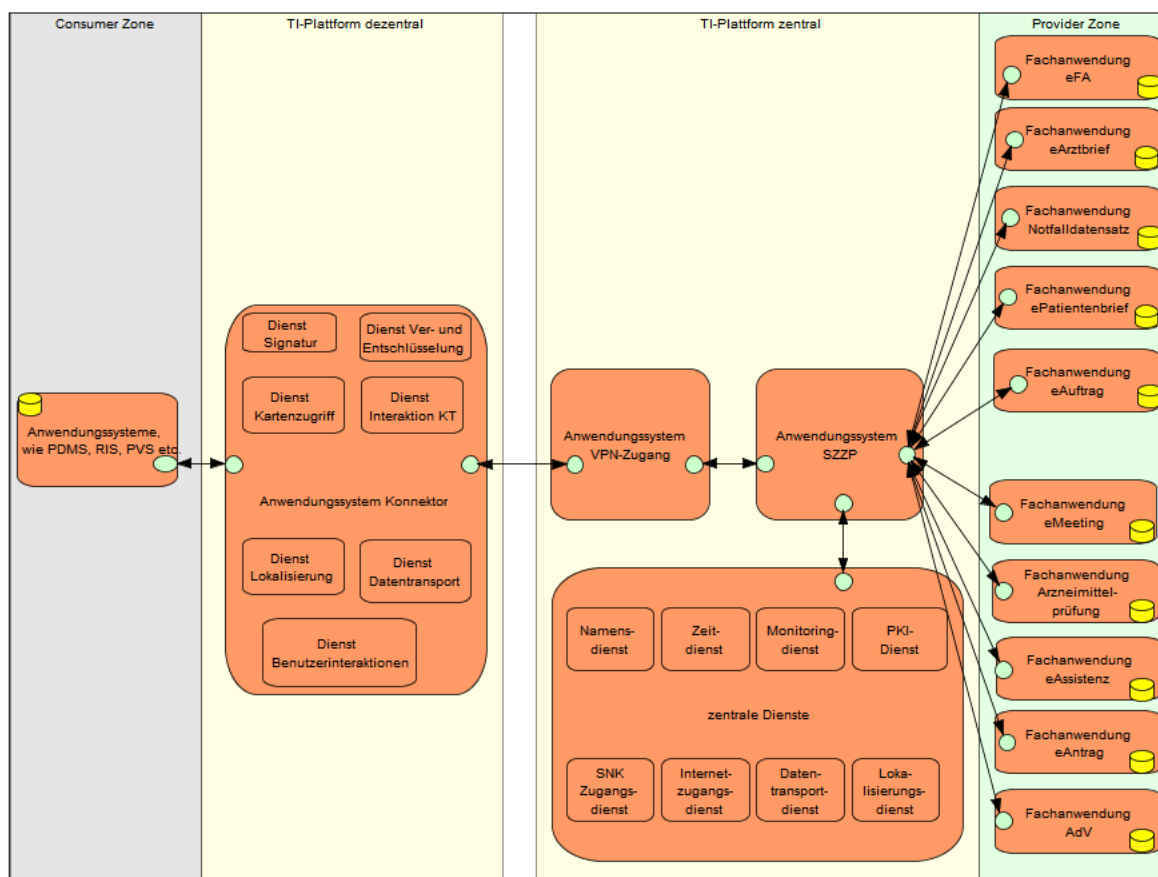 Consumer Zone
TI-Plattform dezentral
TI-Plattform zentral
Provider Zone
Anwendungssysteme,
wie PDMS, RIS, PVS etc.
Dienst
Signatur
Dienst Ver- und
Entschlüsselung
Dienst
Kartenzugriff
Dienst
Interaktion KT
Anwendungssystem Konnektor
Dienst
Lokalisierung
Dienst
Datentransport
Dienst
Benutzerinteraktionen
Anwendungssystem
VPN-Zugang
Anwendungssystem
SZZP
Namens-
dienst
Zeit-
dienst
Monitoring-
dienst
PKI-
Dienst
zentrale Dienste
SNK
Zugangs-
dienst
Internet-
zugangs-
dienst
Daten-
transport-
dienst
Loka-
lisierungs-
dienst
Fachanwendung
eFA
Fachanwendung
eArztbrief
Fachanwendung
Notfalldatensatz
Fachanwendung
ePatientenbrief
Fachanwendung
eAuftrag
Fachanwendung
eMeeting
Fachanwendung
Arzneimittel-
prüfung
Fachanwendung
eAssistenz
Fachanwendung
eAntrag
Fachanwendung
AdV